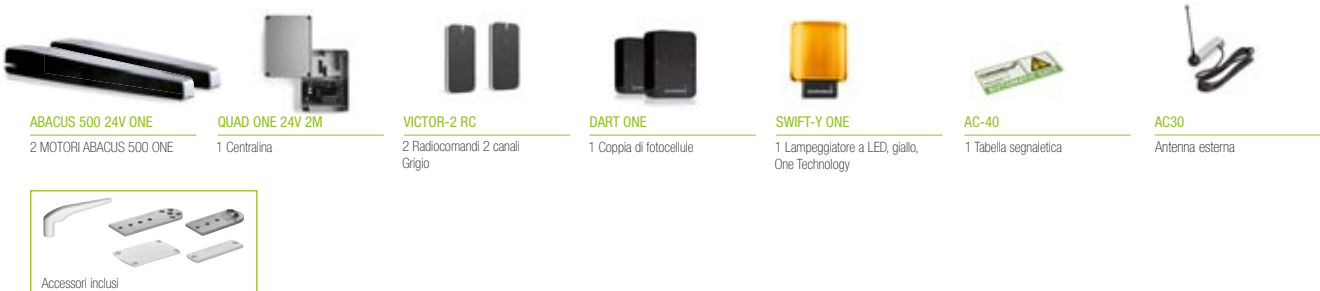 ABACUS 500 24V ONE
2 MOTORI ABACUS 500 ONE
QUAD ONE 24V 2M
1 Centralina
VICTOR-2 RC
2 Radiocomandi 2 canali
Grigio
DART ONE
1 Coppia di fotocellule
SWIFT-Y ONE
1 Lampeggiatore a LED, giallo,
One Technology
AC-40
1 Tabella segnaletica
AC30
Antenna esterna
Accessori inclusi